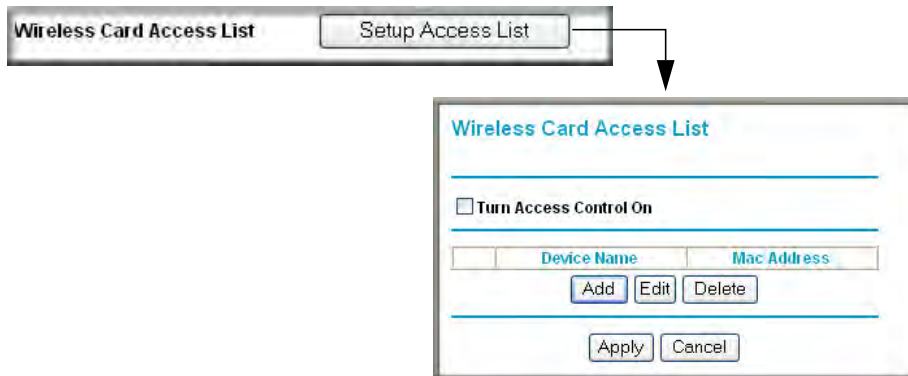 Wireless Card Access List Setup Access List
Wireless Card Access List
Turn Access Control On
Device Name Mac Address
Add Edit Delete
Apply Cancel